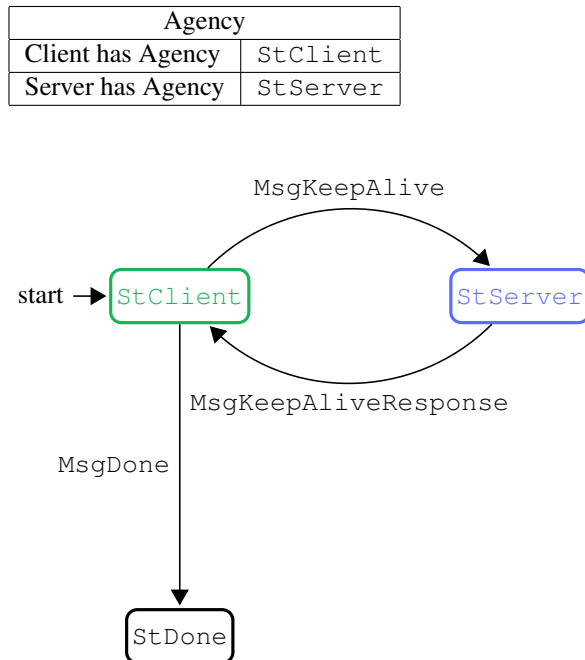 Agency
Client has Agency StClient
Server has Agency StServer
MsgKeepAlive
start StClient StServer
MsgKeepAliveResponse
MsgDone
StDone